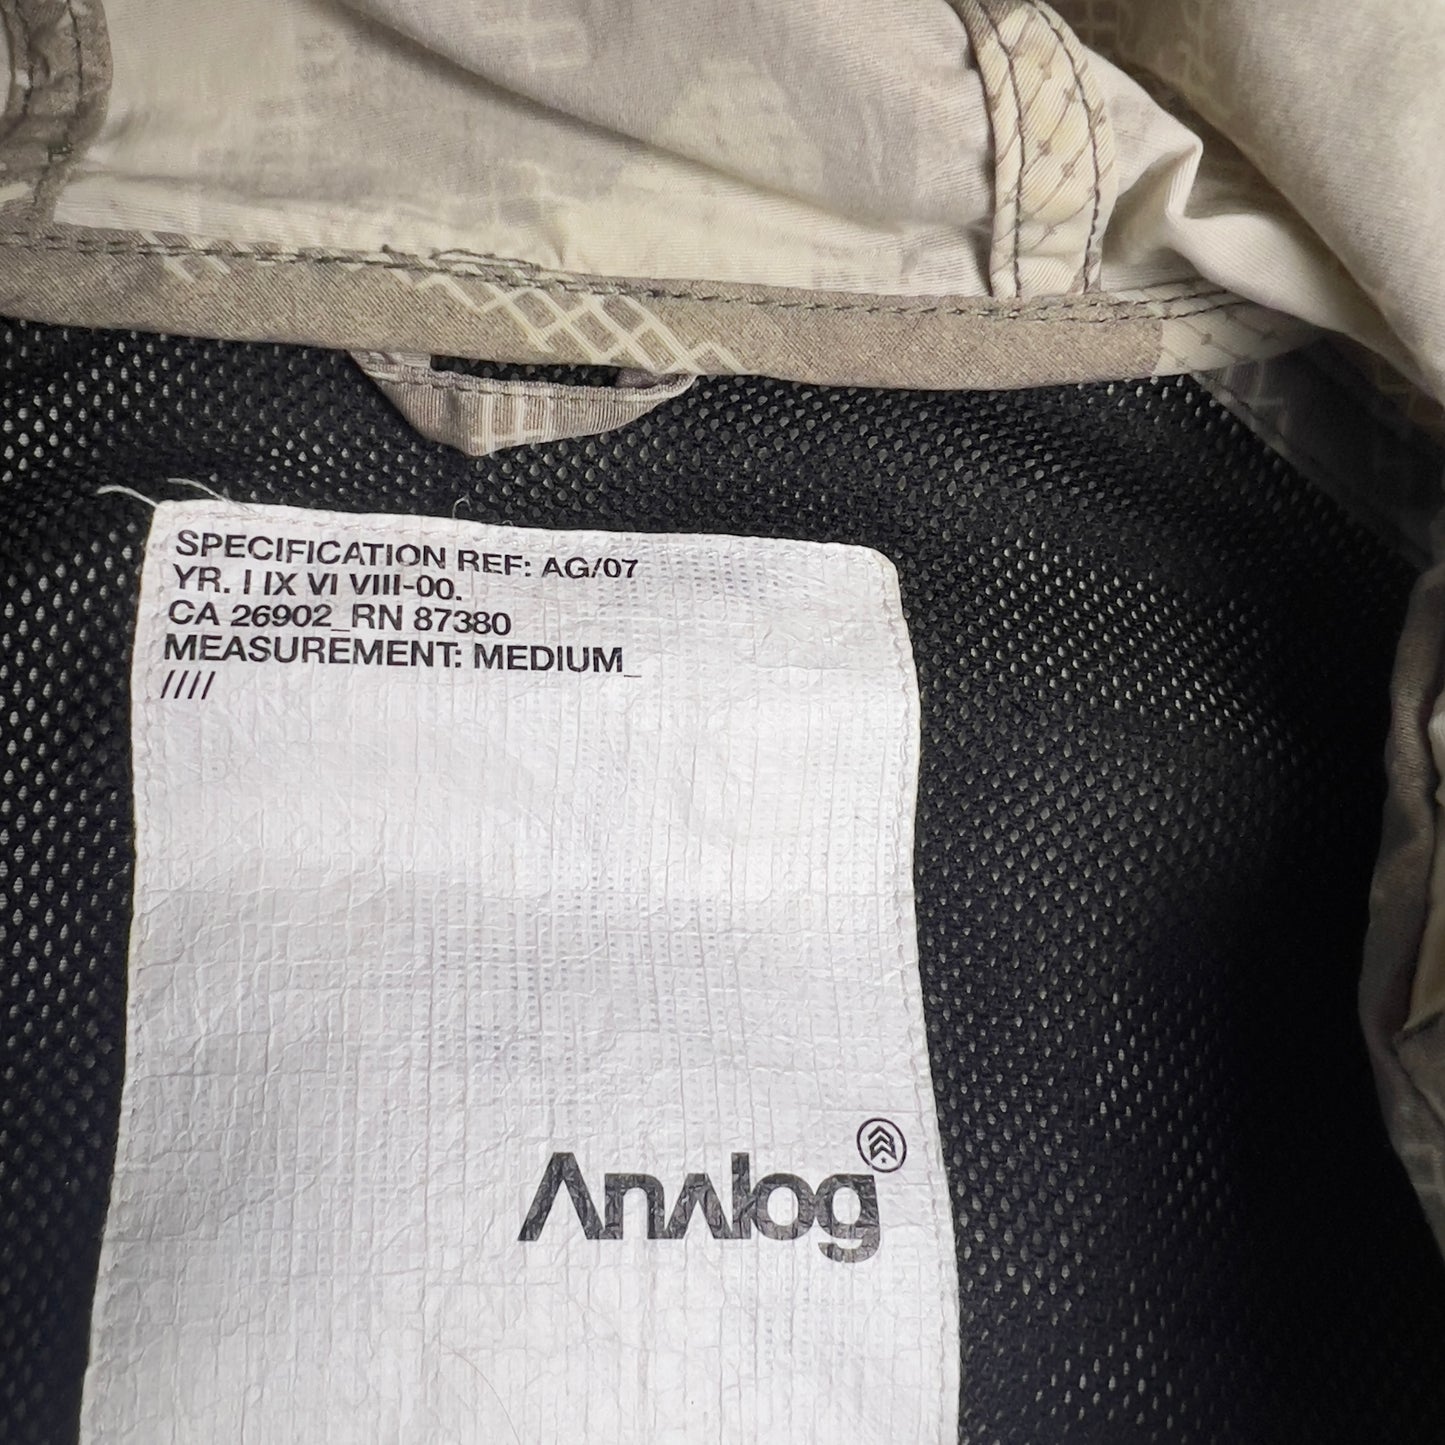 SPECIFICATION REF: AG/07
YR. I IX VI VIII-00.
CA 26902_RN 87380
MEASUREMENT: MEDIUM_
////
Analog